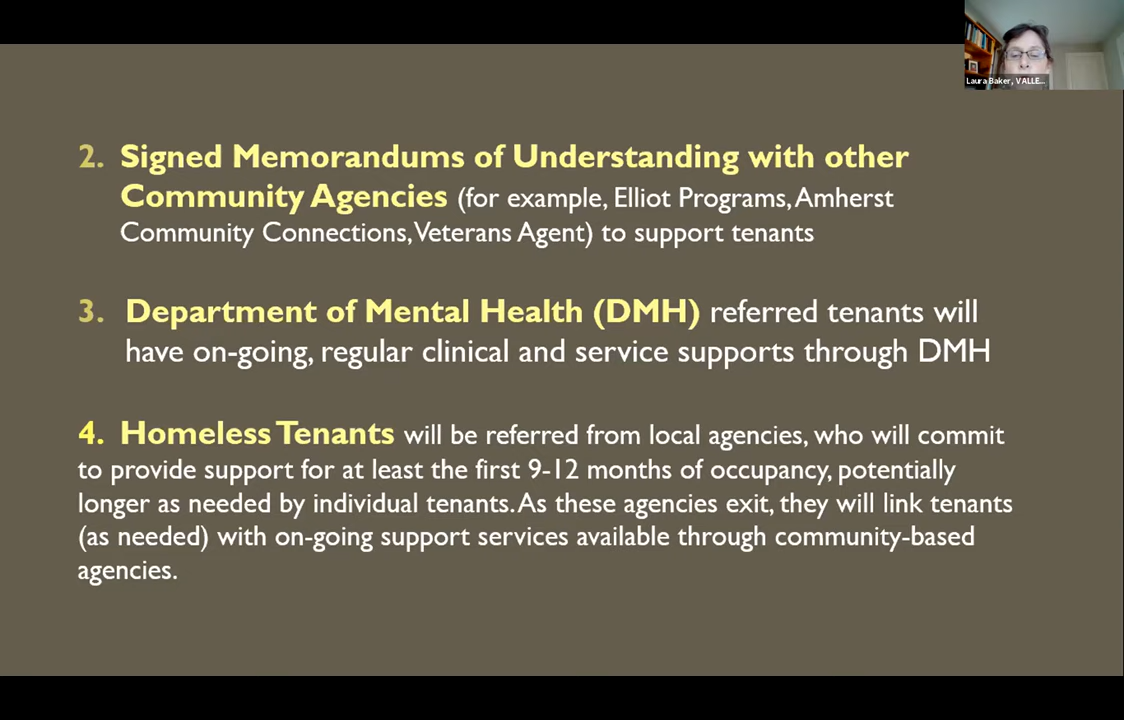 Laura Baker, VALLE...
2. Signed Memorandums of Understanding with other
Community Agencies (for example, Elliot Programs, Amherst
Community Connections, Veterans Agent) to support tenants
3. Department of Mental Health (DMH) referred tenants will
have on-going, regular clinical and service supports through DMH
4. Homeless Tenants will be referred from local agencies, who will commit
to provide support for at least the first 9-12 months of occupancy, potentially
longer as needed by individual tenants. As these agencies exit, they will link tenants
(as needed) with on-going support services available through community-based
agencies.